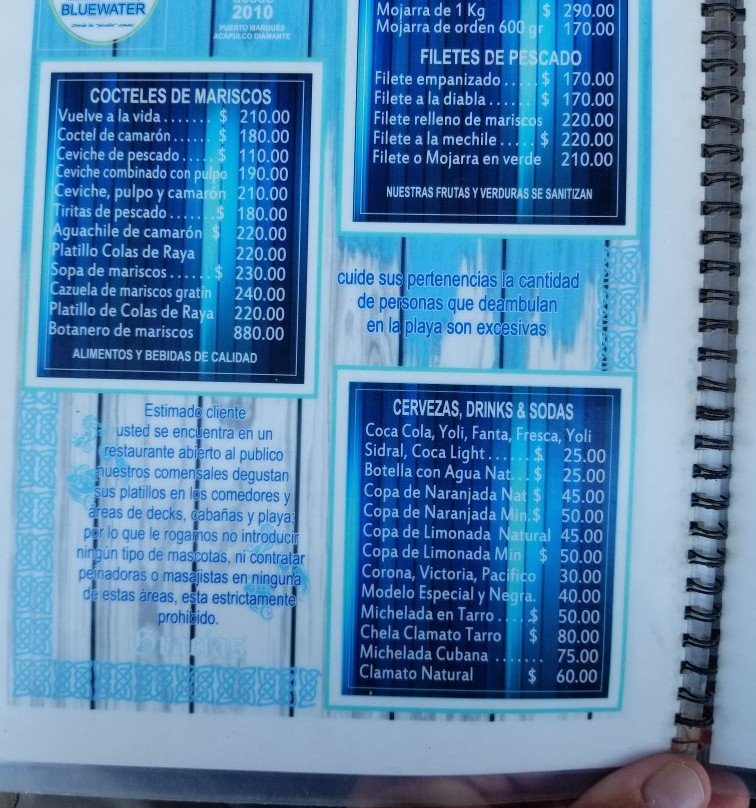 BLUEWATER
2010
PUERTO MARQUÉS
ACAPULCO DIAMANTE
COCTELES DE MARISCOS
Vuelve a la vida ....... $ 210.00
Coctel de camarón ...... $ 180.00
Ceviche de pescado ..... $ 110.00
Ceviche combinado con pulpo 190.00
Ceviche, pulpo y camarón 210.00
Tiritas de pescado ....... $ 180.00
Aguachile de camarón $ 220.00
Platillo Colas de Raya 220.00
Sopa de mariscos ...... $ 230.00
Cazuela de mariscos gratin 240.00
Platillo de Colas de Raya 220.00
Botanero de mariscos 880.00
ALIMENTOS Y BEBIDAS DE CALIDAD
Estimado cliente
usted se encuentra en un
restaurante abierto al publico
nuestros comensales degustan
sus platillos en los comedores y
áreas de decks, cabañas y playa;
por lo que le rogamos no introducir
ningún tipo de mascotas, ni contratar
peinadoras o masajistas en ninguna
de estas áreas, esta estrictamente
prohibido.
Gracias
Mojarra de 1 Kg $ 290.00
Mojarra de orden 600 gr 170.00
FILETES DE PESCADO
Filete empanizado ..... $ 170.00
Filete a la diabla ...... $ 170.00
Filete relleno de mariscos 220.00
Filete a la mechile ..... $ 220.00
Filete o Mojarra en verde 210.00
NUESTRAS FRUTAS Y VERDURAS SE SANITIZAN
cuide sus pertenencias la cantidad
de personas que deambulan
en la playa son excesivas
CERVEZAS, DRINKS & SODAS
Coca Cola, Yoli, Fanta, Fresca, Yoli
Sidral, Coca Light ...... $ 25.00
Botella con Agua Nat... $ 25.00
Copa de Naranjada Nat $ 45.00
Copa de Naranjada Min. $ 50.00
Copa de Limonada Natural 45.00
Copa de Limonada Min $ 50.00
Corona, Victoria, Pacifico 30.00
Modelo Especial y Negra. 40.00
Michelada en Tarro .... $ 50.00
Chela Clamato Tarro $ 80.00
Michelada Cubana ....... 75.00
Clamato Natural $ 60.00